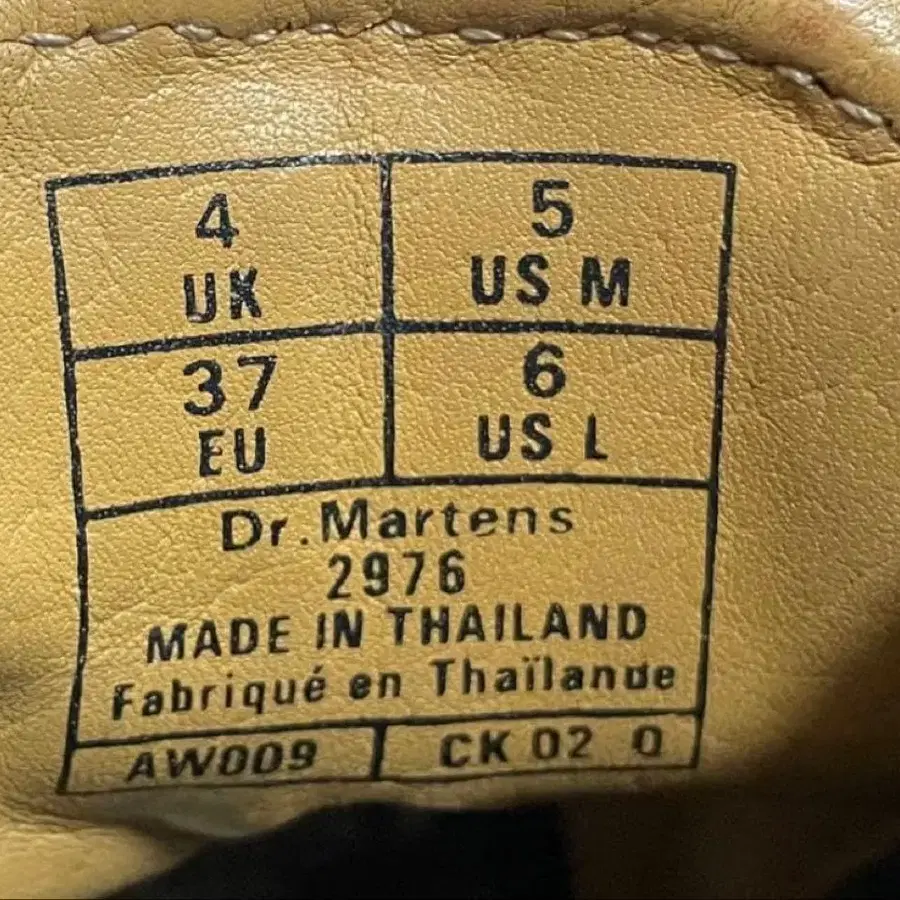 4
UK
5
US M
37
EU
6
US L
Dr. Martens
2976
MADE IN THAILAND
Fabriqué en Thaïlande
AW009
CK 02 O